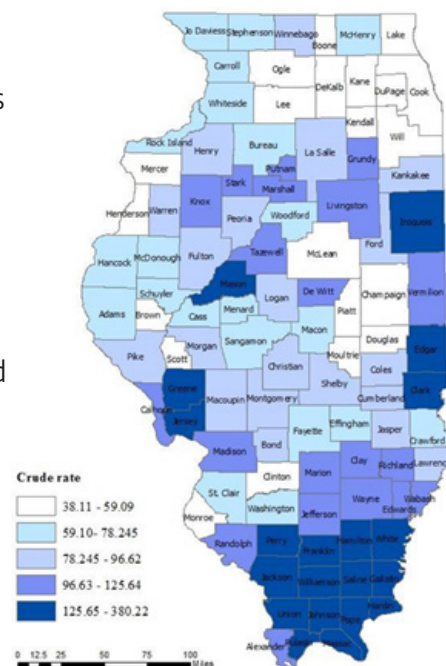 Jo Daviess Stephenson Winnebago Boone McHenry Lake
Carroll Ogle
DeKalb Kane DuPage Cook
Whiteside Lee
Kendall Will
Rock Island Henry Bureau La Salle Grundy
Mercer Putnam Kankakee
Stark Marshall
Henderson Warren Knox Peoria Woodford Livingston Iroquois
Ford
Hancock McDonough Fulton Tazewell McLean
Mason
Schuyler Logan De Witt Champaign Vermilion
Adams Brown Cass Menard Piatt
Macon
Sangamon Douglas Edgar
Pike Scott Morgan Christian Moultrie
Coles
Greene Shelby Clark
Macoupin Montgomery Cumberland
Calhoun
Jersey Fayette Effingham Jasper Crawford
Madison Bond
Clay Richland Lawrence
Clinton Marion
St. Clair Wayne Wabash
Edwards
Monroe Washington Jefferson
Randolph Perry Hamilton White
Franklin
Jackson Williamson Saline Gallatin
Union Johnson Pope Hardin
Alexander Massac
s
d
Crude rate
38.11 - 59.09
59.10- 78.245
78.245 - 96.62
96.63 - 125.64
125.65 - 380.22
0 12.5 25 50 75 100
Miles